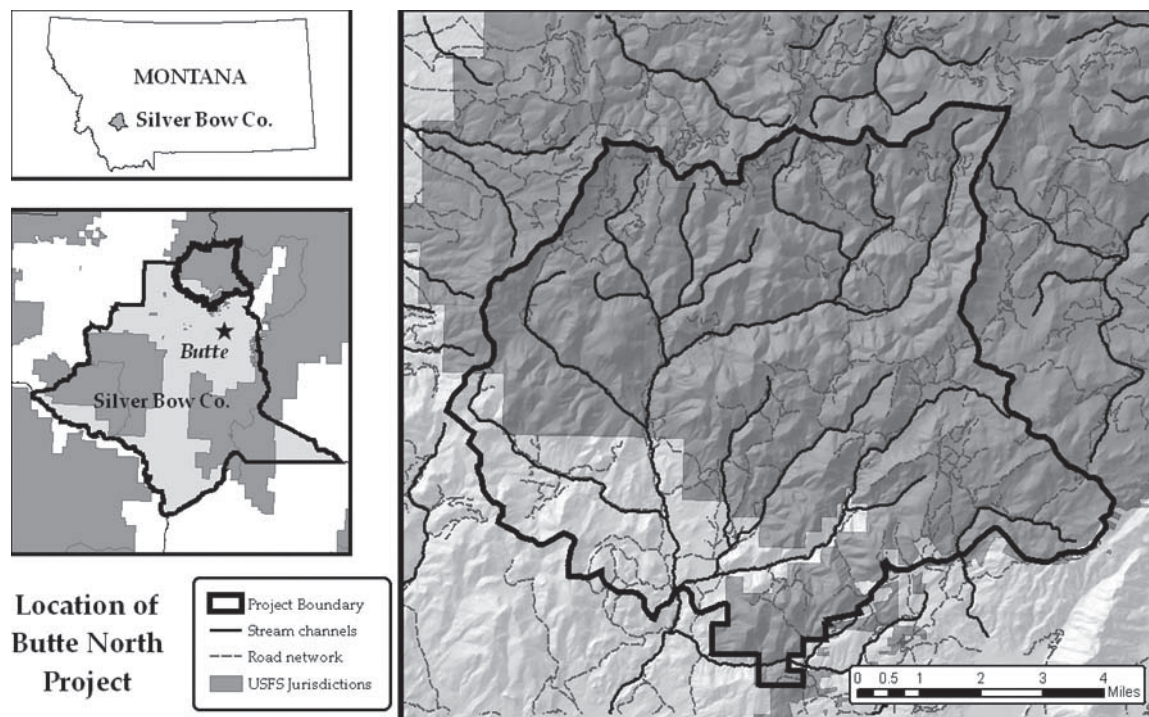 MONTANA
Silver Bow Co.
Butte
Silver Bow Co.
Location of
Butte North
Project
Project Boundary
Stream channels
Road network
USFS Jurisdictions
0 0.5 1 2 3 4
Miles